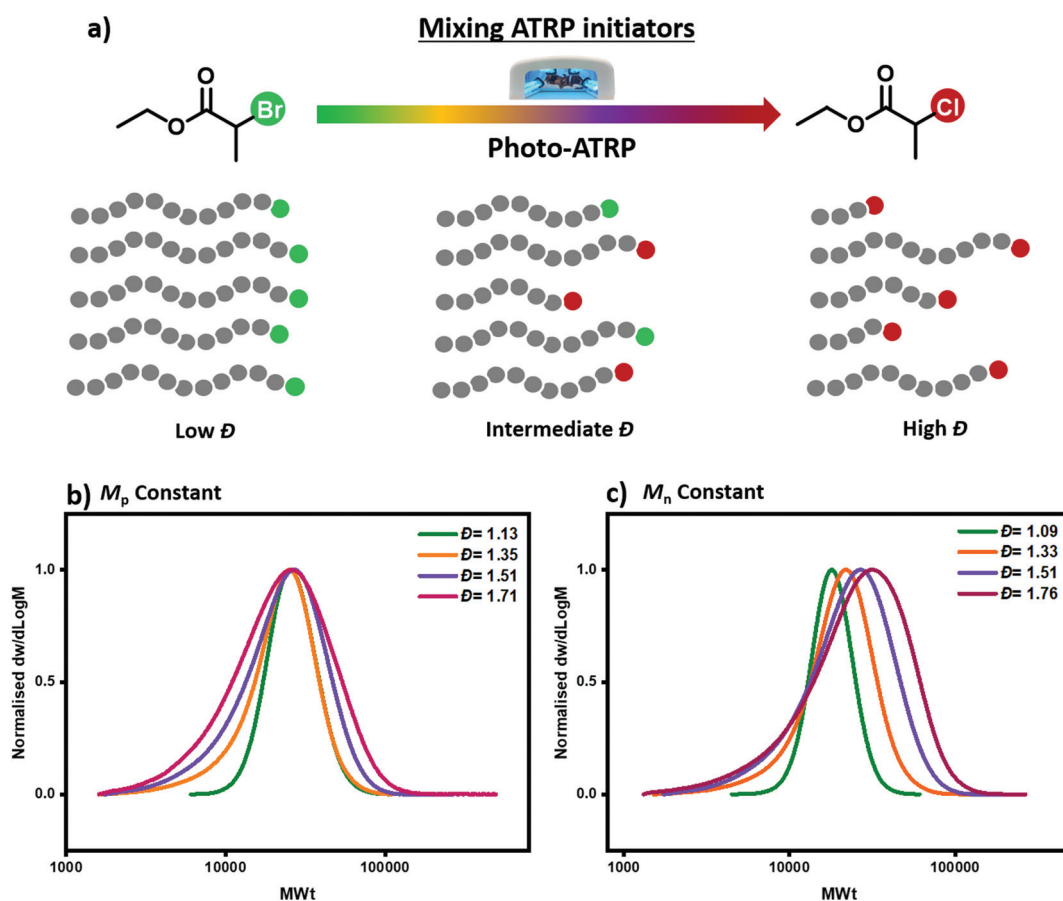 a)
Mixing ATRP initiators
O
O
Br
Photo-ATRP
O
O
Cl
Low Đ
Intermediate Đ
High Đ
b) Mp Constant
Đ= 1.13
Đ= 1.35
Đ= 1.51
Đ= 1.71
Normalised dw/dLogM
1.0
0.5
0.0
1000
10000
100000
MWt
c) Mn Constant
Đ= 1.09
Đ= 1.33
Đ= 1.51
Đ= 1.76
Normalised dw/dLogM
1.0
0.5
0.0
1000
10000
100000
MWt